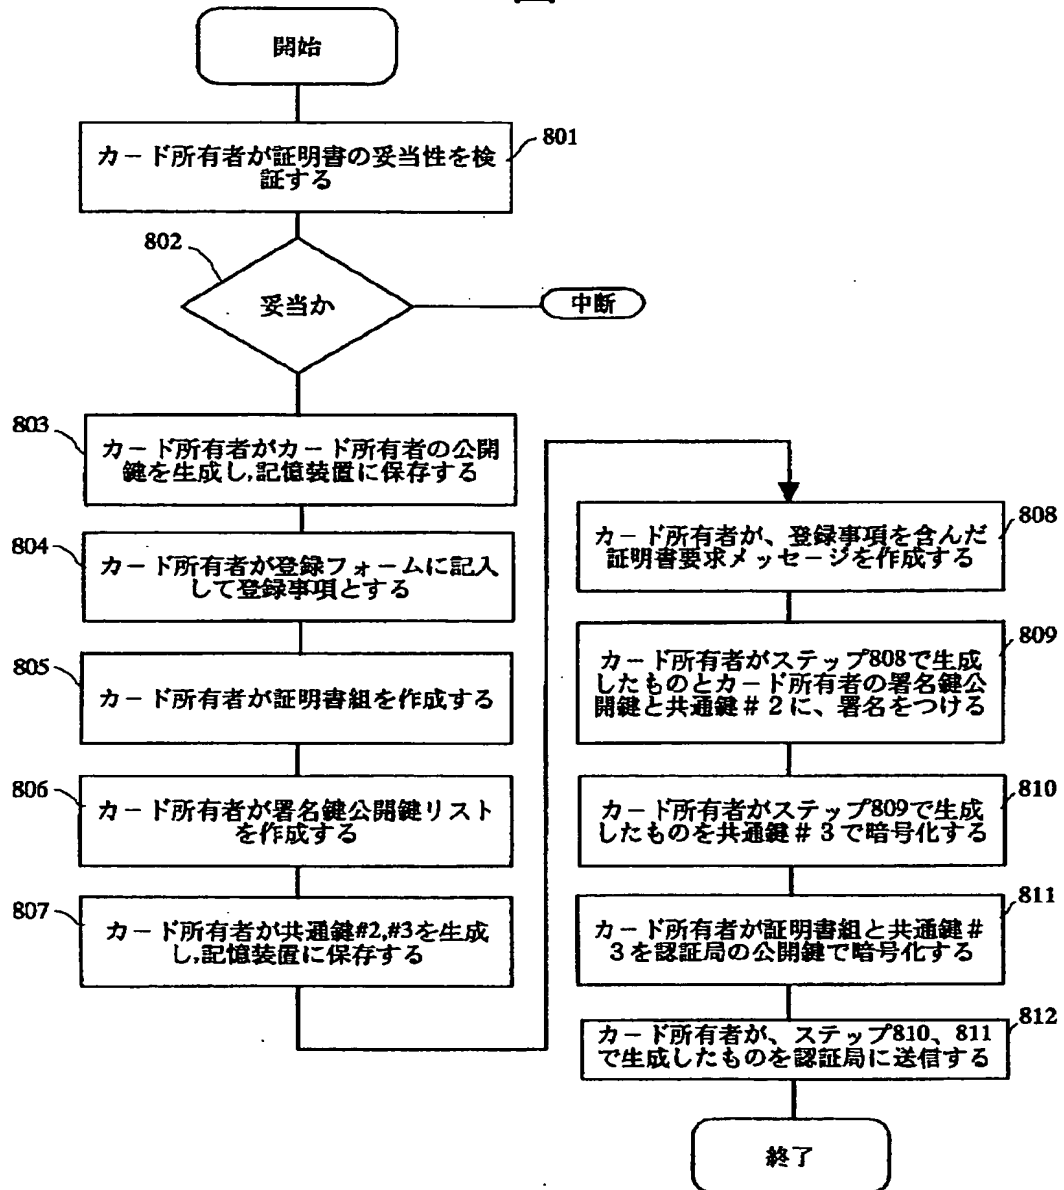 開始
カード所有者が証明書の妥当性を検
証する
801
802
妥当か
中断
803
カード所有者がカード所有者の公開
鍵を生成し,記憶装置に保存する
804
カード所有者が登録フォームに記入
して登録事項とする
805
カード所有者が証明書組を作成する
806
カード所有者が署名鍵公開鍵リスト
を作成する
807
カード所有者が共通鍵#2,#3を生成
し,記憶装置に保存する
808
カード所有者が、登録事項を含んだ
証明書要求メッセージを作成する
809
カード所有者がステップ808で生成
したものとカード所有者の署名鍵公
開鍵と共通鍵#2に、署名をつける
810
カード所有者がステップ809で生成
したものを共通鍵#3で暗号化する
811
カード所有者が証明書組と共通鍵#
3を認証局の公開鍵で暗号化する
812
カード所有者が、ステップ810、811
で生成したものを認証局に送信する
終了